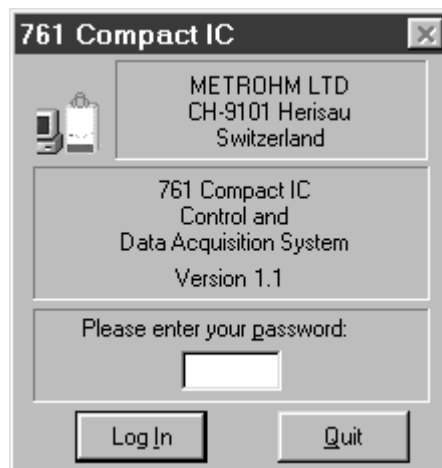 761 Compact IC
METROHM LTD
CH-9101 Herisau
Switzerland
761 Compact IC
Control and
Data Acquisition System
Version 1.1
Please enter your password:
Log In
Quit